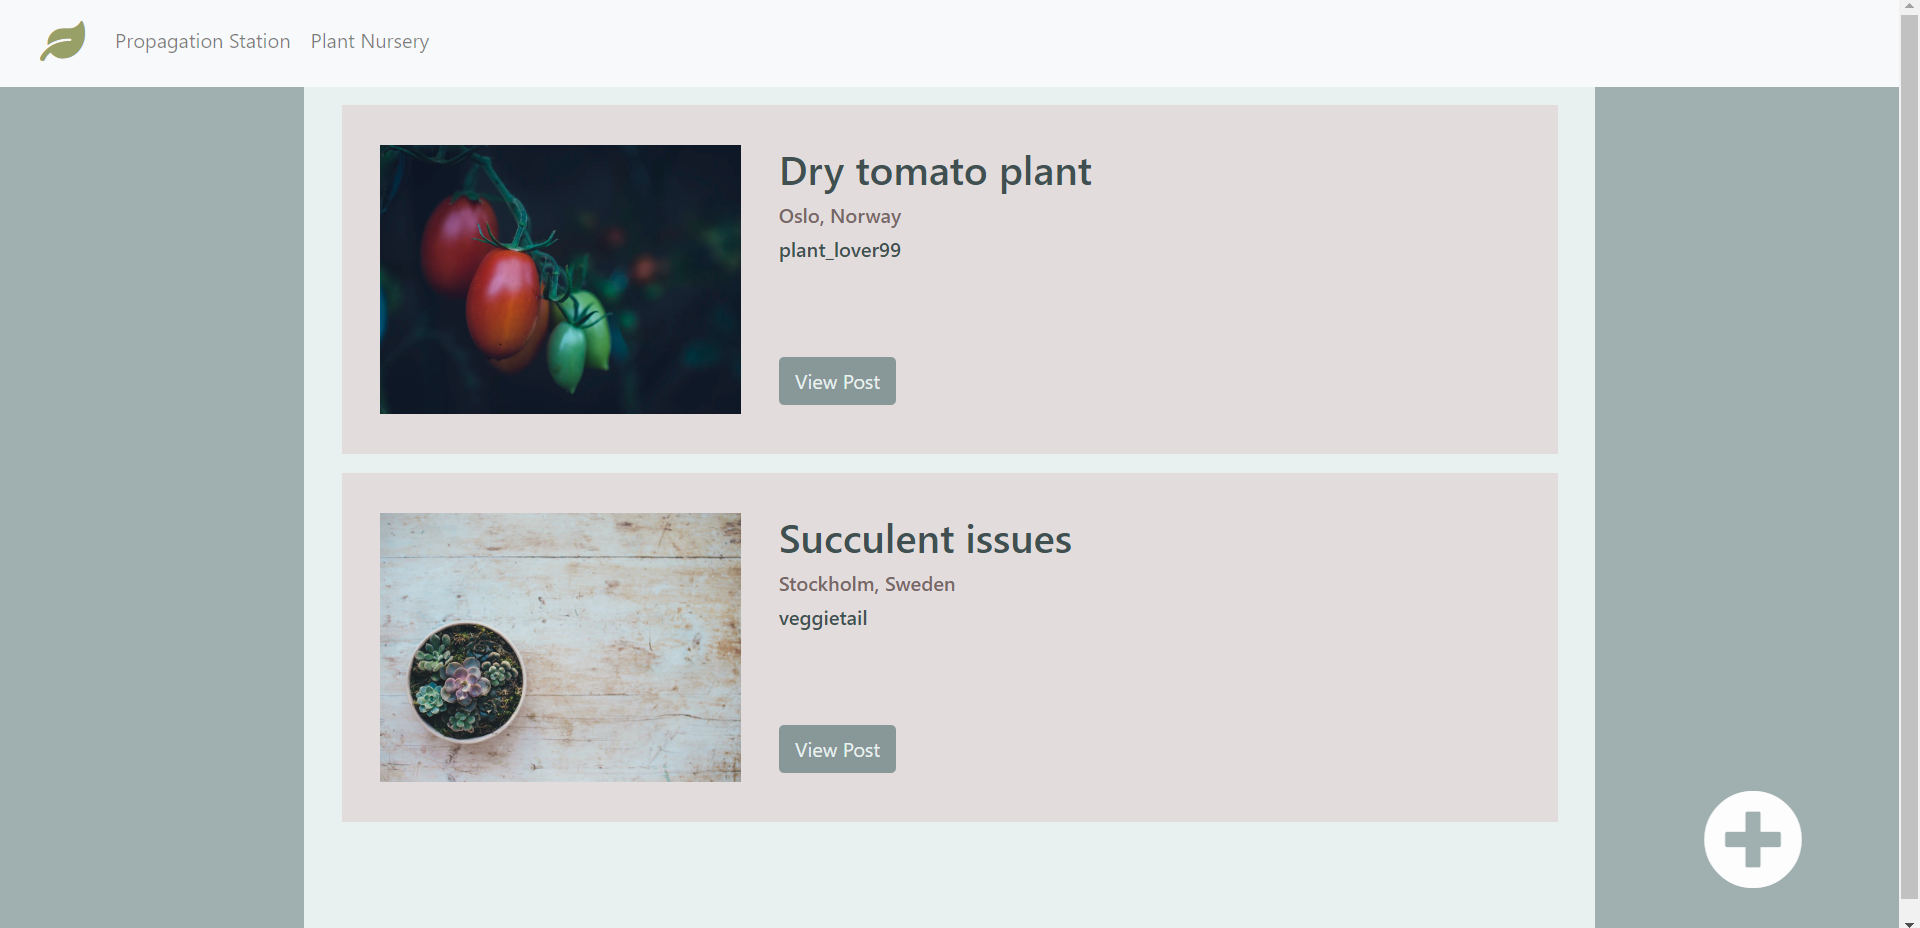 Propagation Station Plant Nursery
Dry tomato plant
Oslo, Norway
plant_lover99
View Post
Succulent issues
Stockholm, Sweden
veggietail
View Post